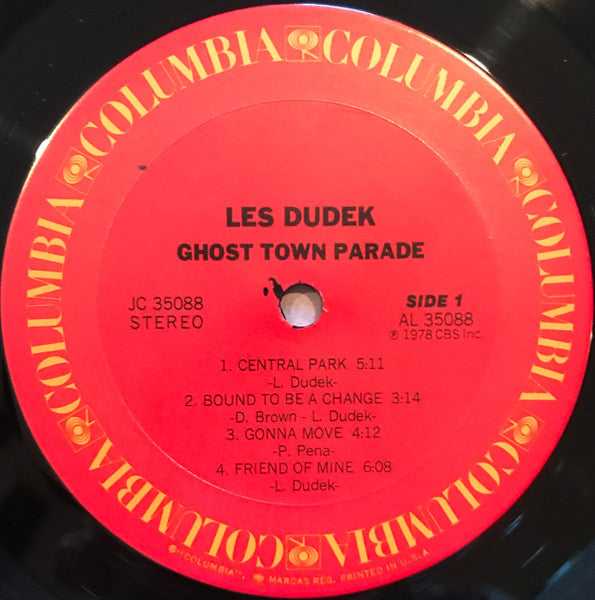 COLUMBIA COLUMBIA COLUMBIA COLUMBIA COLUMBIA COLUMBIA
LES DUDEK
GHOST TOWN PARADE
JC 35088
STEREO
SIDE 1
AL 35088
℗ 1978 CBS Inc.
1. CENTRAL PARK 5:11
-L. Dudek-
2. BOUND TO BE A CHANGE 3:14
-D. Brown - L. Dudek-
3. GONNA MOVE 4:12
-P. Pena-
4. FRIEND OF MINE 6:08
-L. Dudek-
"COLUMBIA", MARCAS REG. PRINTED IN U.S.A.